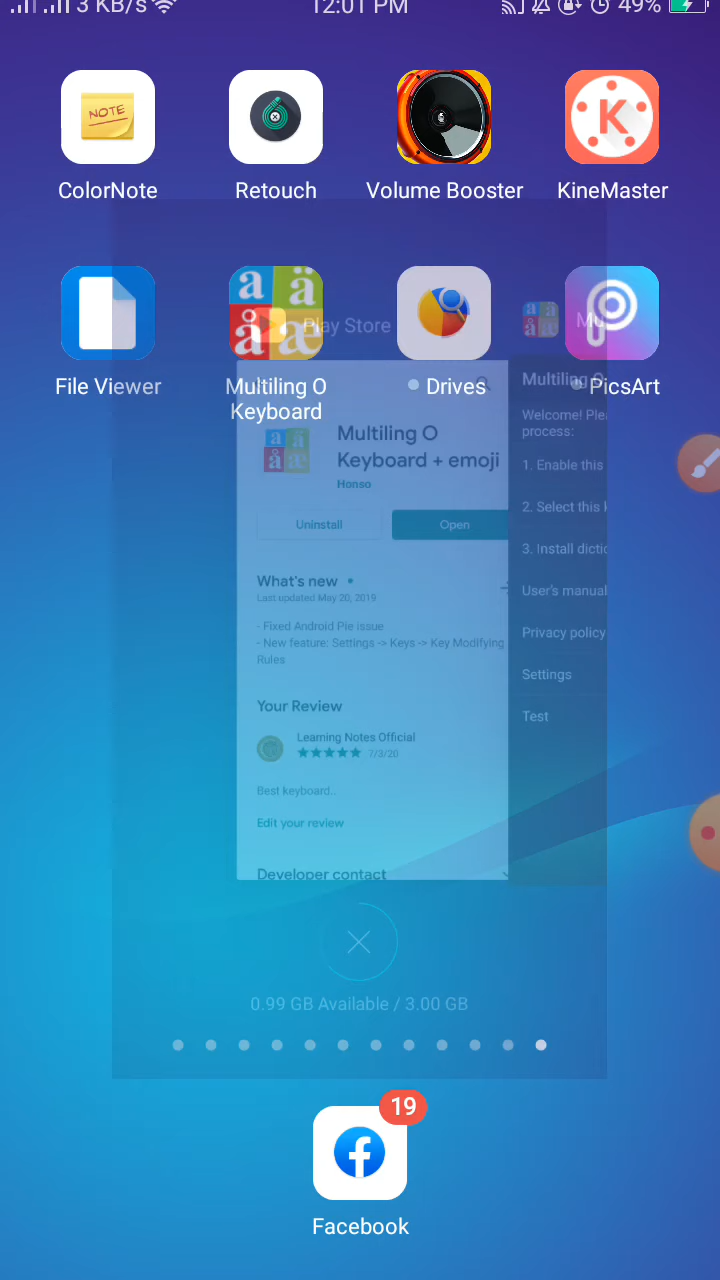 3 KB/s 12:01 PM 49%
NOTE
K
ColorNote Retouch Volume Booster KineMaster
a ä
å æ
Play Store
File Viewer Multiling O Keyboard Drives PicsArt
Multiling O
Keyboard + emoji
Honso
Uninstall Open
What's new
Last updated May 20, 2019
- Fixed Android Pie issue
- New feature: Settings -> Keys -> Key Modifying
Rules
Your Review
Learning Notes Official
7/3/20
Best keyboard..
Edit your review
Developer contact
Mu
Multiling O
Welcome!
process:
1. Enable this
2. Select this
3. Install
User's manual
Privacy policy
Settings
Test
0.99 GB Available / 3.00 GB
19
Facebook